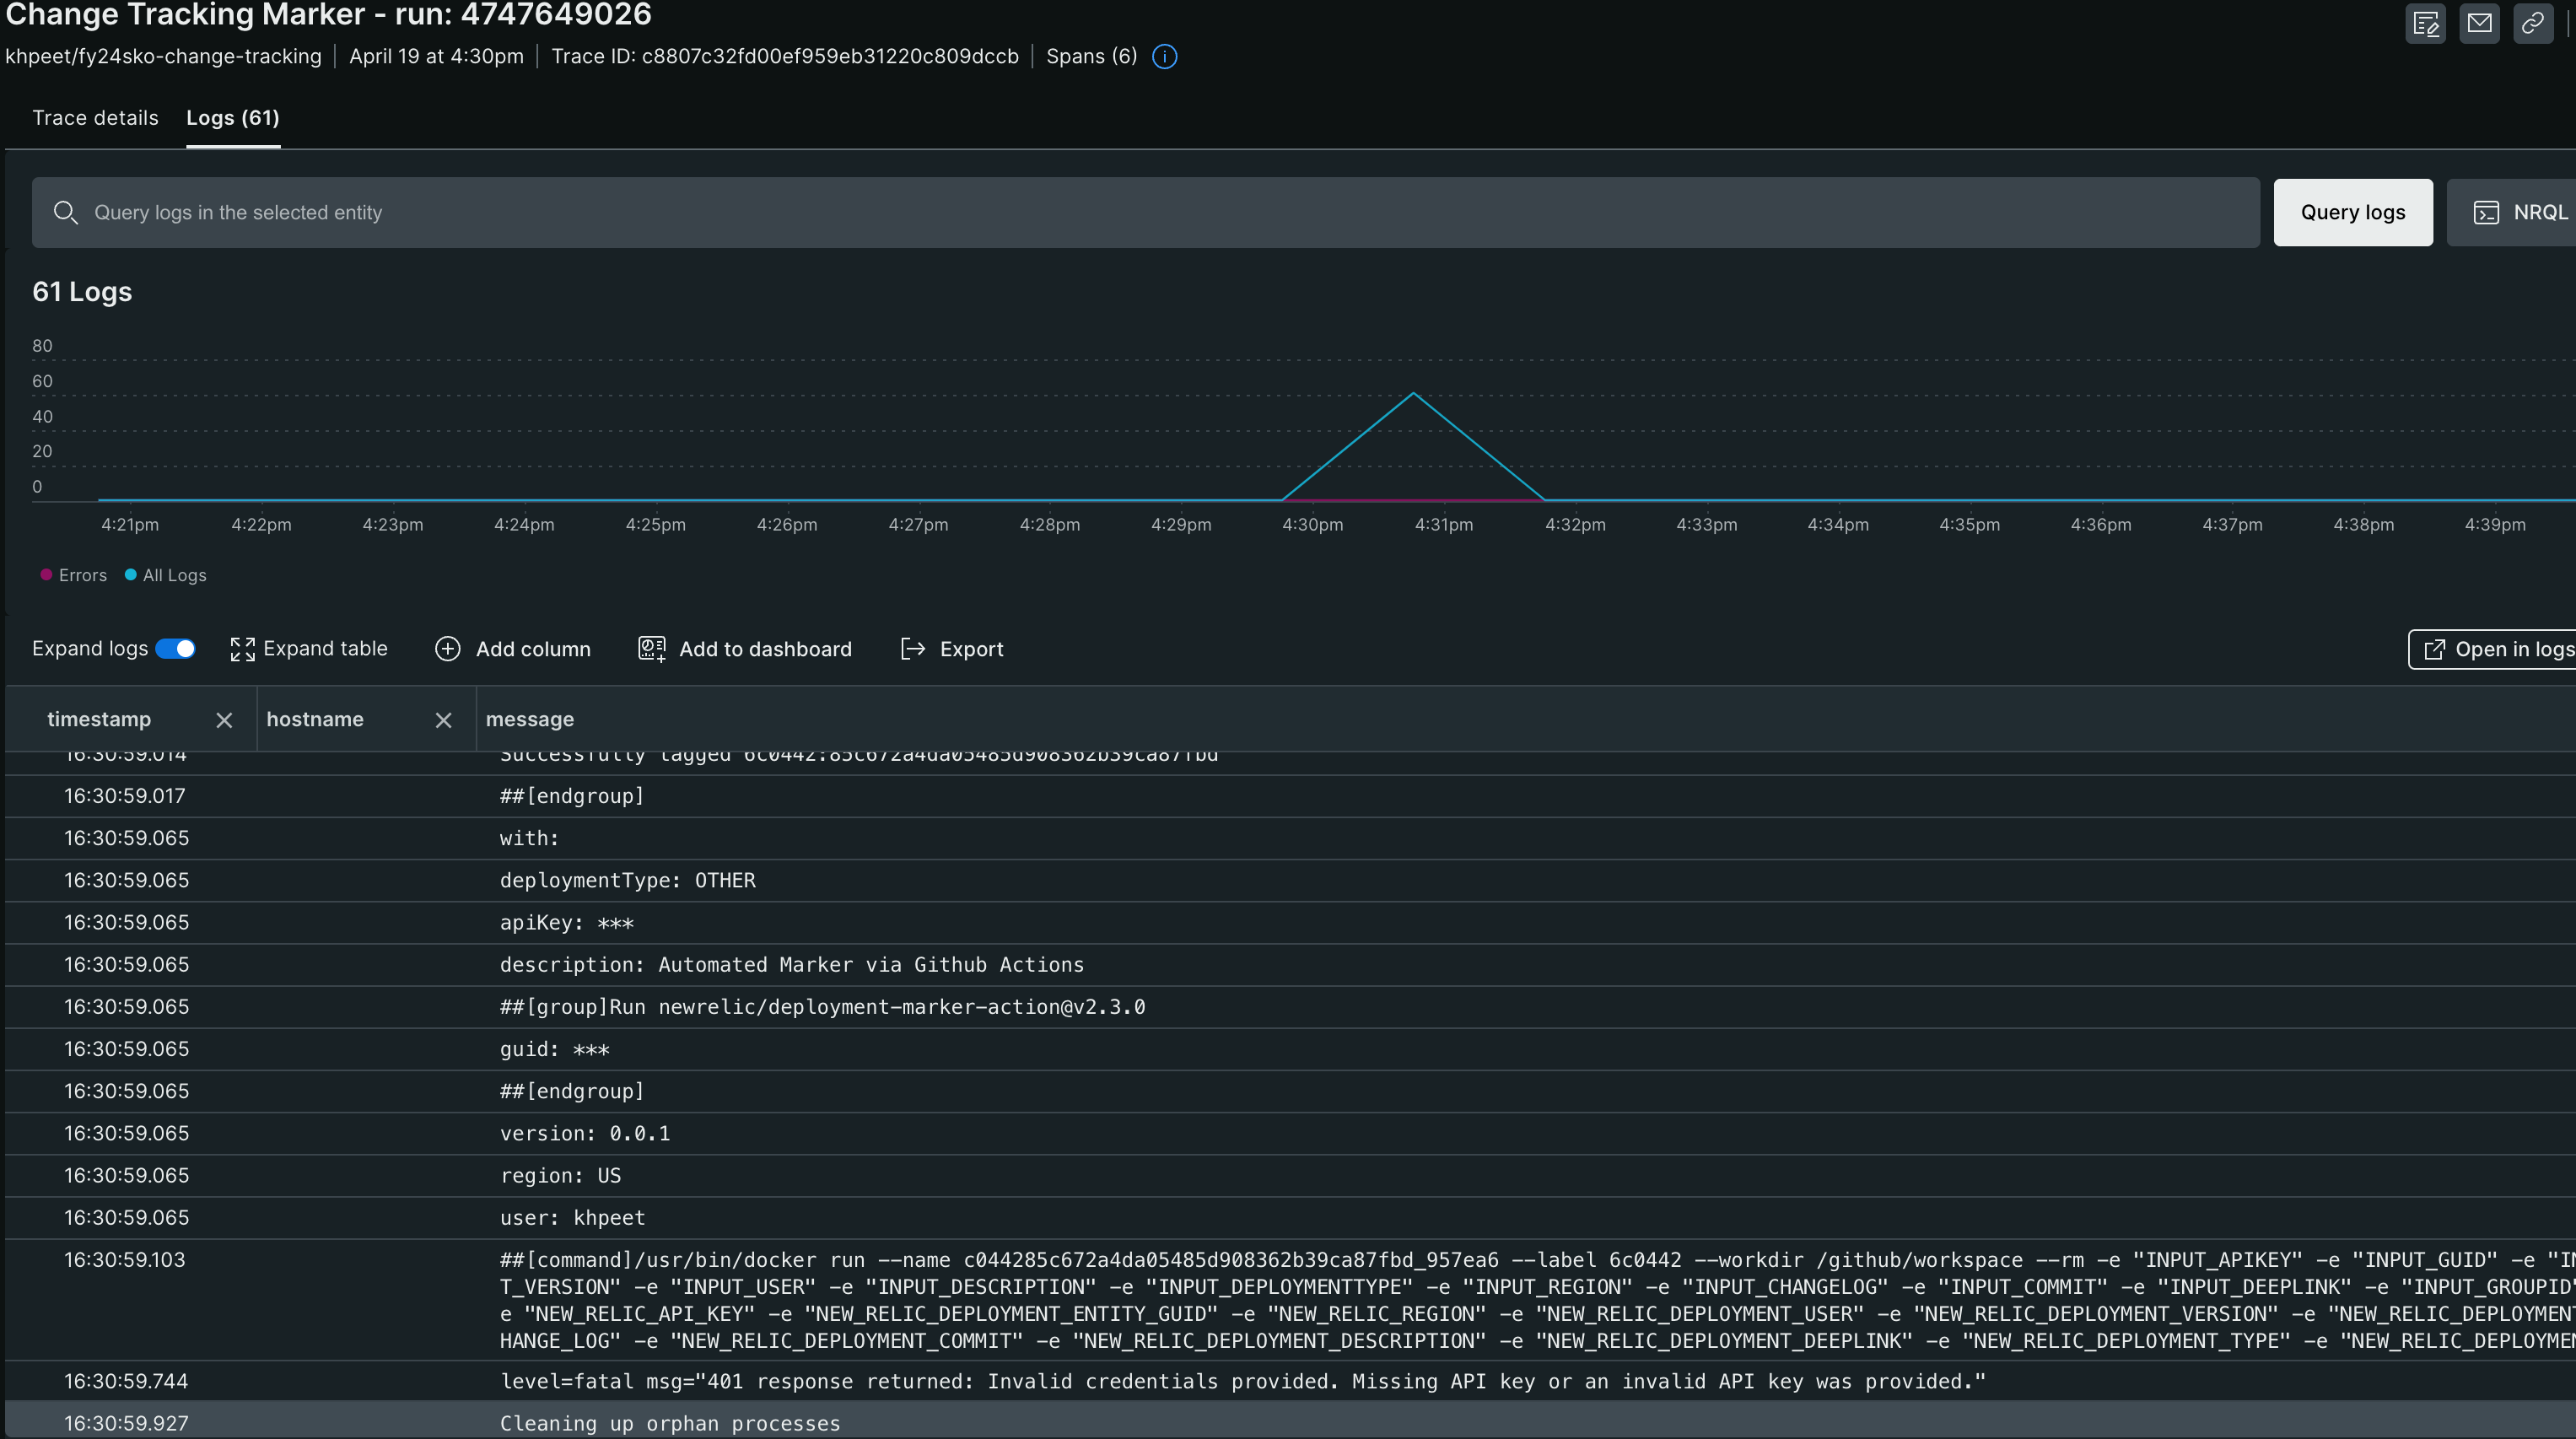 Change Tracking Marker - run: 4747649026
khpeet/fy24sko-change-tracking April 19 at 4:30pm Trace ID: c8807c32fd00ef959eb31220c809dccb Spans (6)
Trace details Logs (61)
Query logs in the selected entity Query logs NRQL
61 Logs
80
60
40
20
0
4:21pm 4:22pm 4:23pm 4:24pm 4:25pm 4:26pm 4:27pm 4:28pm 4:29pm 4:30pm 4:31pm 4:32pm 4:33pm 4:34pm 4:35pm 4:36pm 4:37pm 4:38pm 4:39pm
Errors All Logs
Expand logs Expand table Add column Add to dashboard Export Open in logs
timestamp hostname message
16:30:59.014 Successfully tagged 6c0442:85c672a4da05485d908362b39ca87fbd
16:30:59.017 ##[endgroup]
16:30:59.065 with:
16:30:59.065 deploymentType: OTHER
16:30:59.065 apiKey: ***
16:30:59.065 description: Automated Marker via Github Actions
16:30:59.065 ##[group]Run newrelic/deployment-marker-action@v2.3.0
16:30:59.065 guid: ***
16:30:59.065 ##[endgroup]
16:30:59.065 version: 0.0.1
16:30:59.065 region: US
16:30:59.065 user: khpeet
16:30:59.103 ##[command]/usr/bin/docker run --name c044285c672a4da05485d908362b39ca87fbd_957ea6 --label 6c0442 --workdir /github/workspace --rm -e "INPUT_APIKEY" -e "INPUT_GUID" -e "IN
T_VERSION" -e "INPUT_USER" -e "INPUT_DESCRIPTION" -e "INPUT_DEPLOYMENTTYPE" -e "INPUT_REGION" -e "INPUT_CHANGELOG" -e "INPUT_COMMIT" -e "INPUT_DEEPLINK" -e "INPUT_GROUPID"
e "NEW_RELIC_API_KEY" -e "NEW_RELIC_DEPLOYMENT_ENTITY_GUID" -e "NEW_RELIC_REGION" -e "NEW_RELIC_DEPLOYMENT_USER" -e "NEW_RELIC_DEPLOYMENT_VERSION" -e "NEW_RELIC_DEPLOYMENT
HANGE_LOG" -e "NEW_RELIC_DEPLOYMENT_COMMIT" -e "NEW_RELIC_DEPLOYMENT_DESCRIPTION" -e "NEW_RELIC_DEPLOYMENT_DEEPLINK" -e "NEW_RELIC_DEPLOYMENT_TYPE" -e "NEW_RELIC_DEPLOYMEN
16:30:59.744 level=fatal msg="401 response returned: Invalid credentials provided. Missing API key or an invalid API key was provided."
16:30:59.927 Cleaning up orphan processes